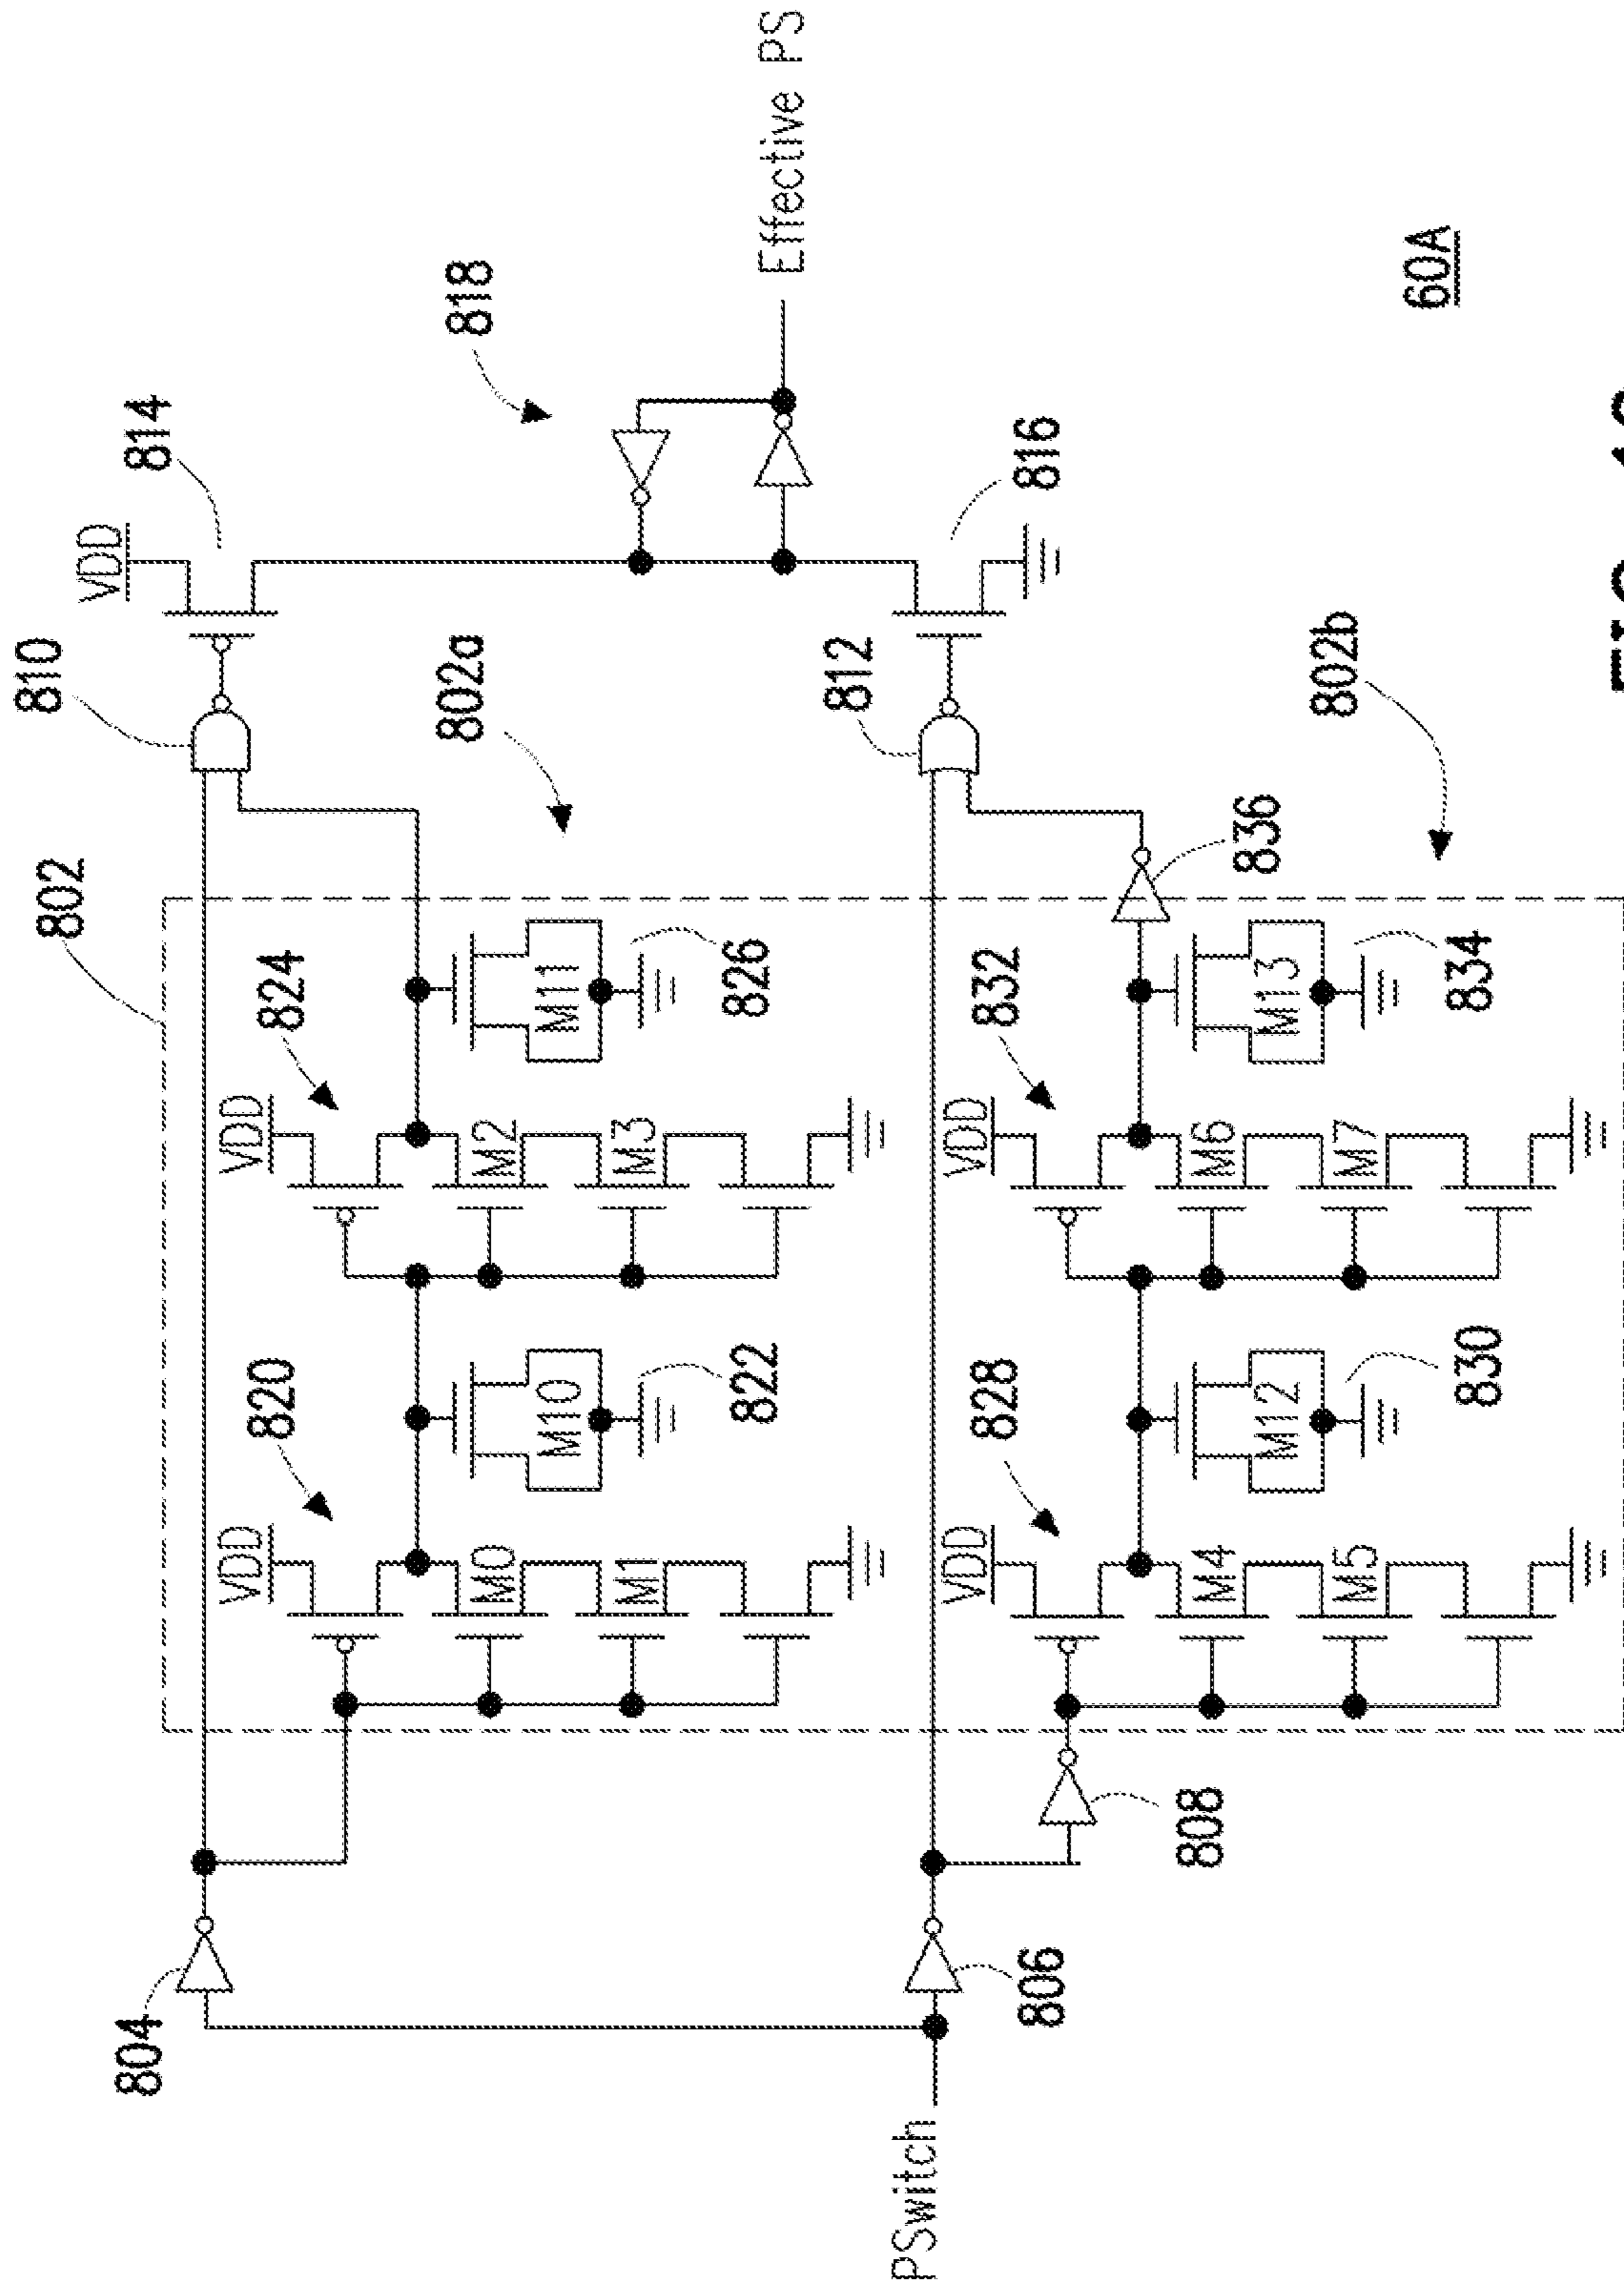 802
810
814
VDD
804
824
820
VDD
VDD
M0
M2
M1
M3
M10
M11
822
826
802a
818
Effective PS
PSwitch
806
812
816
828
832
VDD
VDD
808
M4
M6
M5
M7
M12
M13
830
834
836
802b
60A